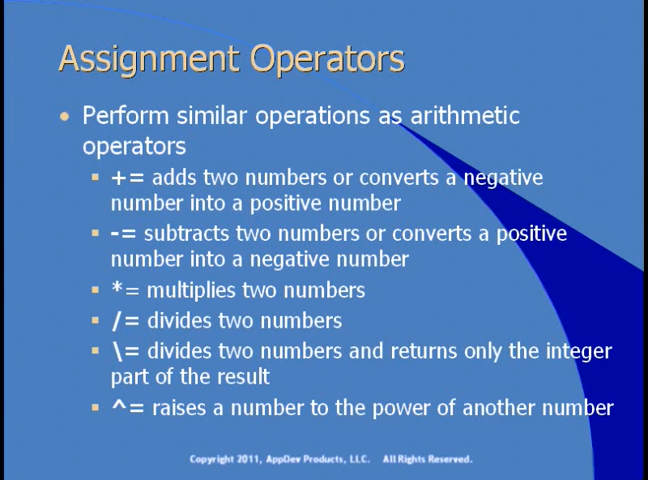 Assignment Operators
• Perform similar operations as arithmetic
operators
▪ += adds two numbers or converts a negative
number into a positive number
▪ -= subtracts two numbers or converts a positive
number into a negative number
▪ *= multiplies two numbers
▪ /= divides two numbers
▪ \= divides two numbers and returns only the integer
part of the result
▪ ^= raises a number to the power of another number
Copyright 2011, AppDev Products, LLC. All Rights Reserved.